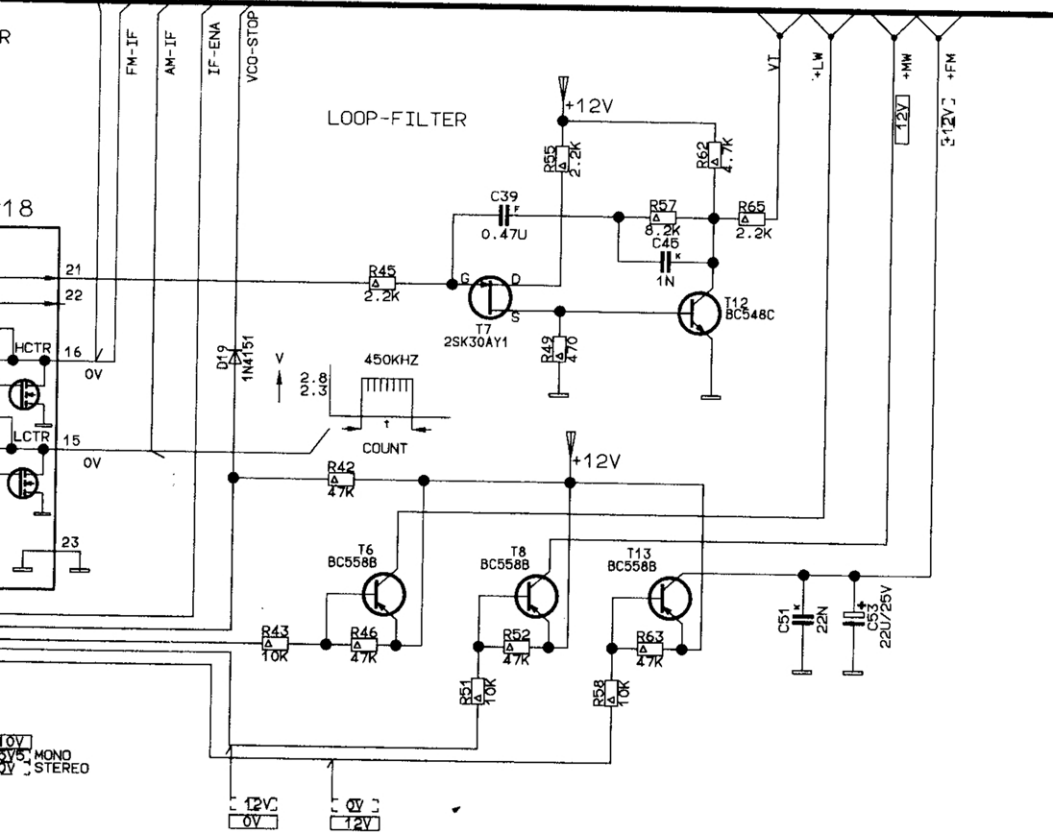 R
FM-IF
AM-IF
IF-ENA
VCO-STOP
LOOP-FILTER
+12V
VT
+LW
+MW
+FM
12V
+12V
R55
2.2K
R62
4.7K
18
C39
0.47U
R57
8.2K
R65
2.2K
C45
1N
21
22
R45
2.2K
G
D
S
T7
2SK30AY1
T12
BC548C
R49
470
HCTR
16
0V
D19
1N4151
V
2.8
2.3
450KHZ
t
COUNT
LCTR
15
0V
+12V
R42
47K
23
T6
BC558B
T8
BC558B
T13
BC558B
R43
10K
R46
47K
R52
47K
R63
47K
C51
22N
C53
22U/25V
R51
10K
R58
10K
MONO
STEREO
12V
0V
0V
12V